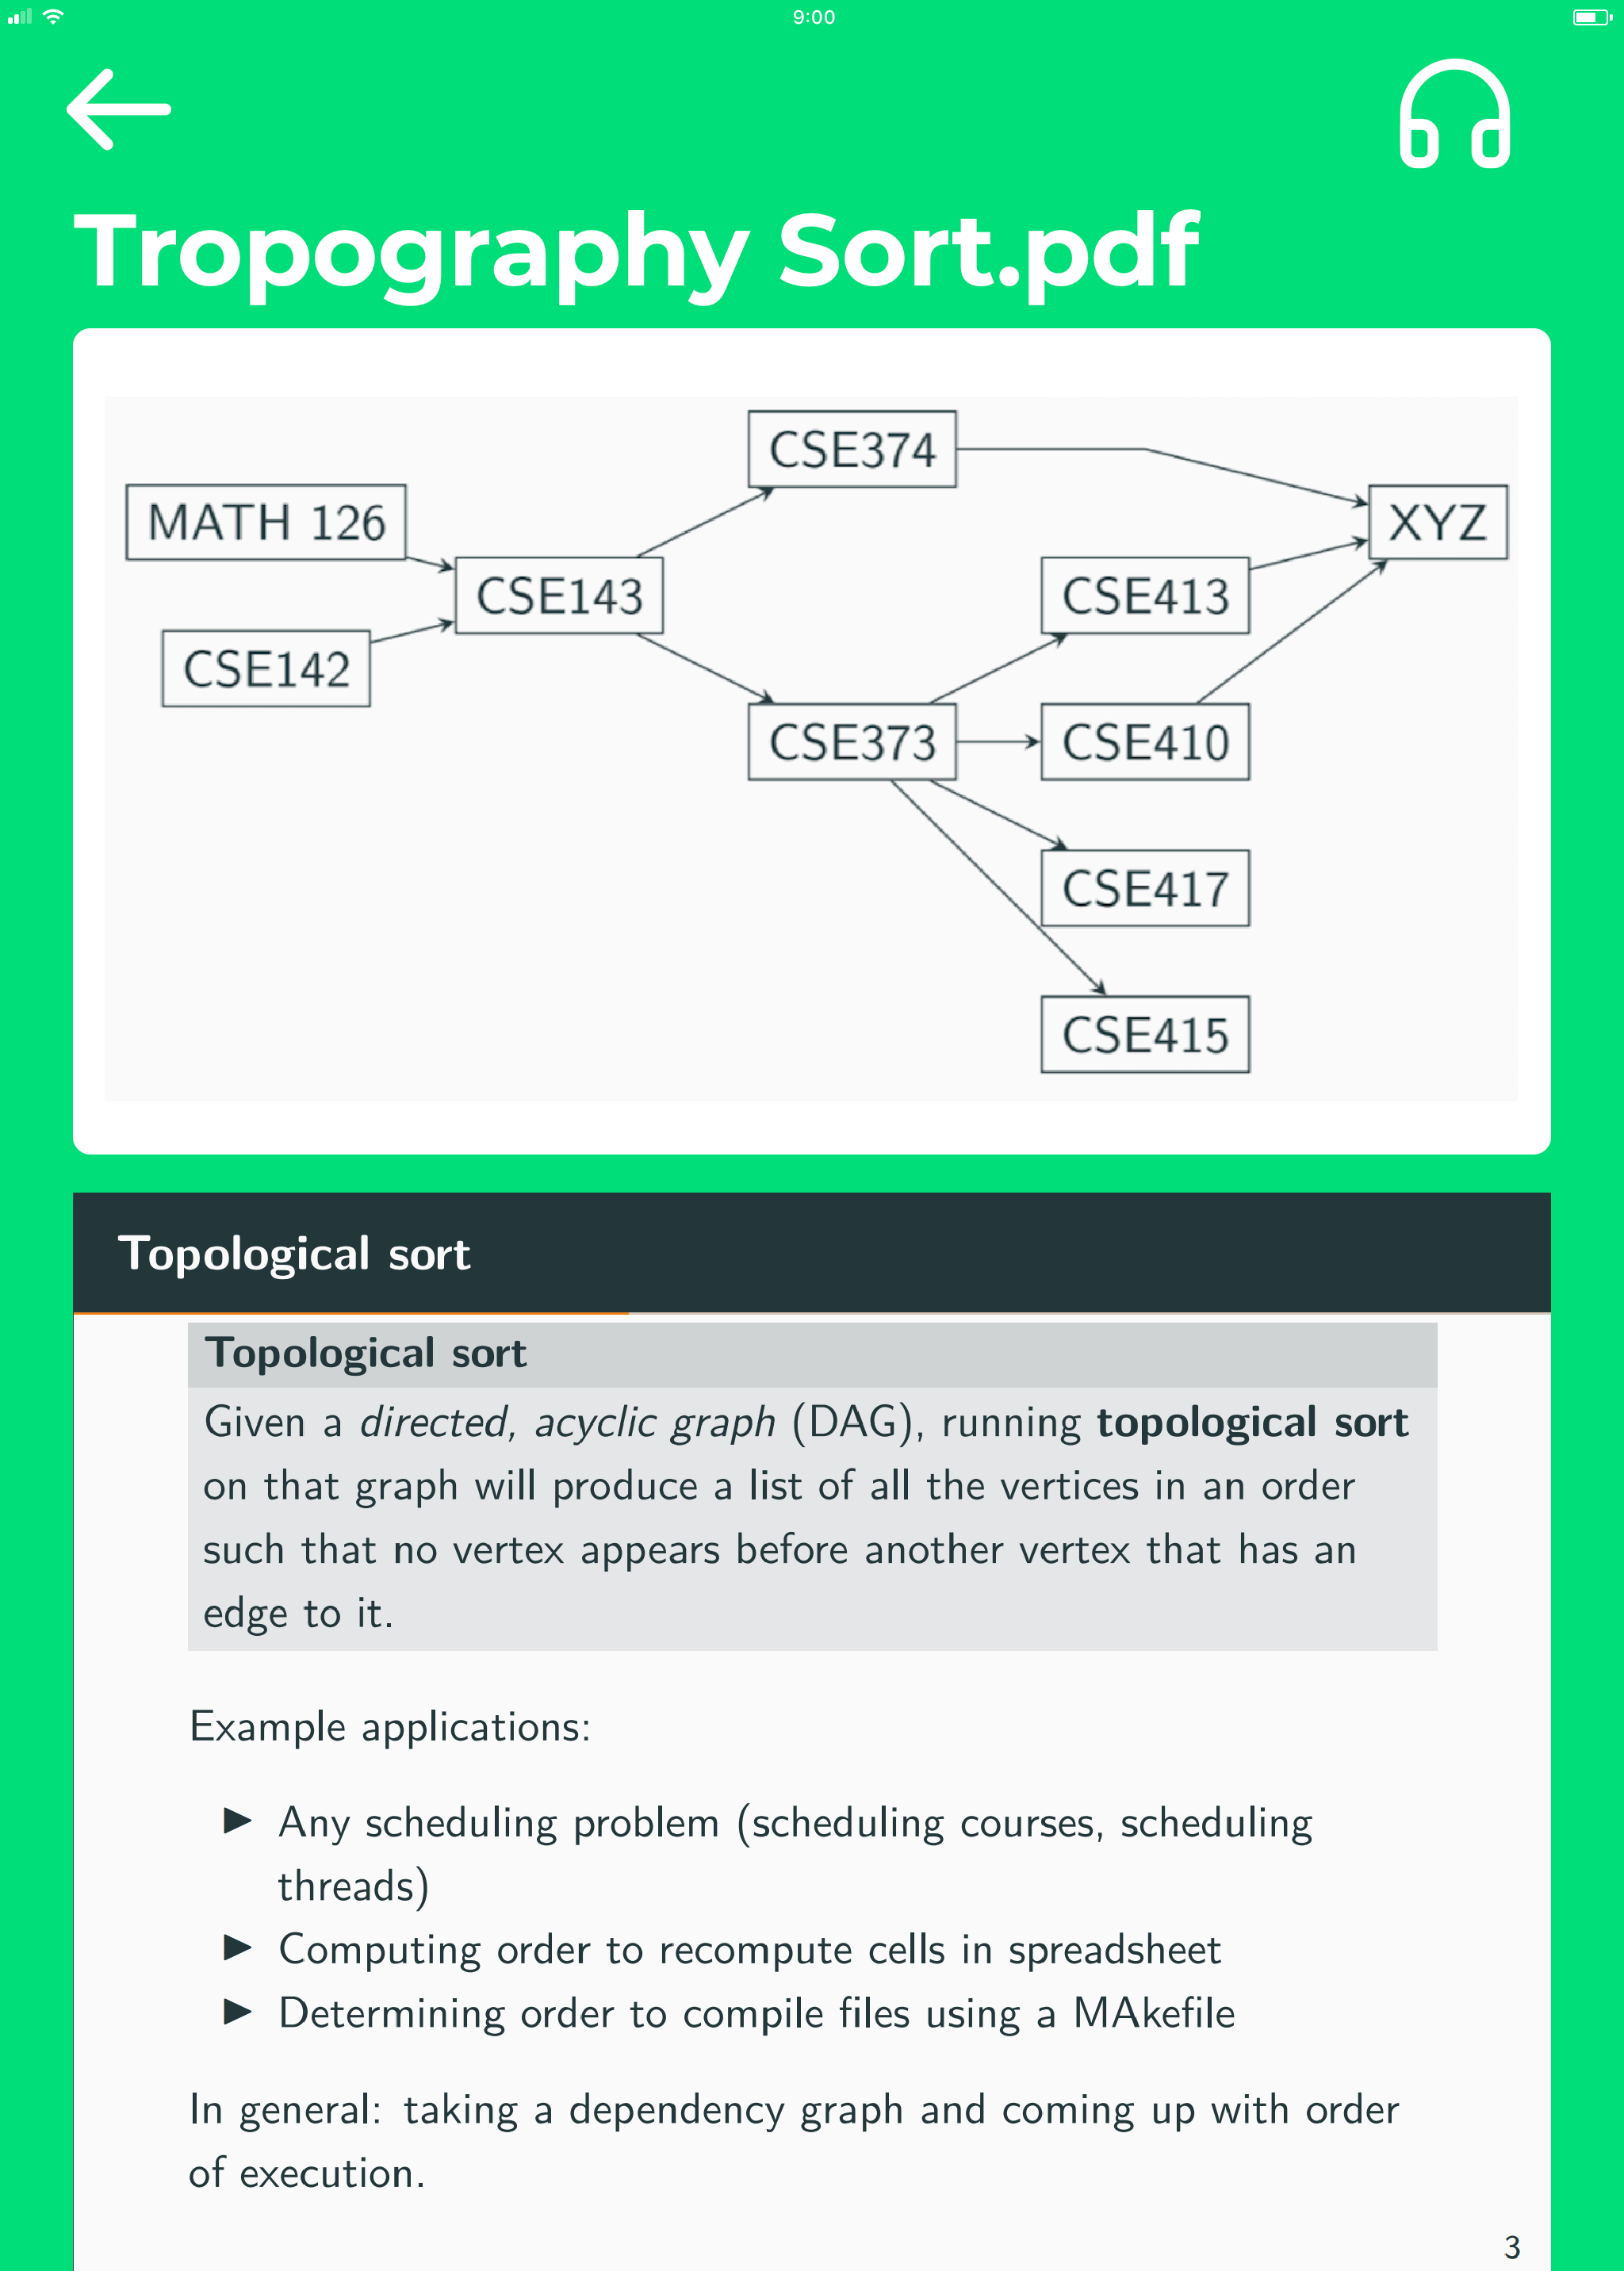 9:00
Tropography Sort.pdf
CSE374
MATH 126
XYZ
CSE143
CSE413
CSE142
CSE373
CSE410
CSE417
CSE415
Topological sort
Topological sort
Given a directed, acyclic graph (DAG), running topological sort
on that graph will produce a list of all the vertices in an order
such that no vertex appears before another vertex that has an
edge to it.
Example applications:
▶ Any scheduling problem (scheduling courses, scheduling
threads)
▶ Computing order to recompute cells in spreadsheet
▶ Determining order to compile files using a MAkefile
In general: taking a dependency graph and coming up with order
of execution.
3